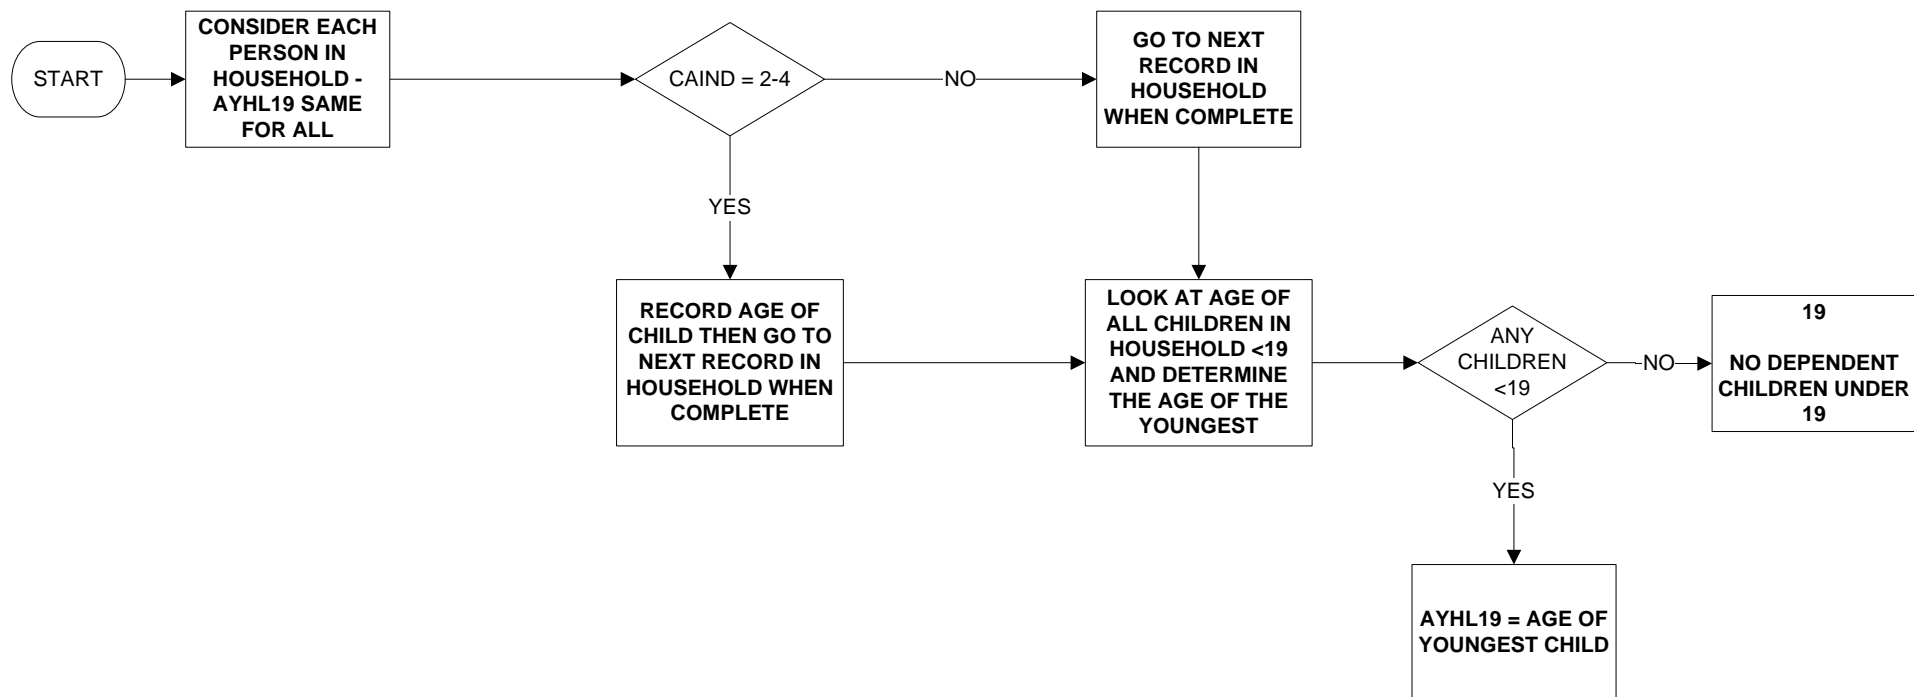 START
CONSIDER EACH
PERSON IN
HOUSEHOLD -
AYHL19 SAME
FOR ALL
CAIND = 2-4
NO
GO TO NEXT
RECORD IN
HOUSEHOLD
WHEN COMPLETE
YES
RECORD AGE OF
CHILD THEN GO TO
NEXT RECORD IN
HOUSEHOLD WHEN
COMPLETE
LOOK AT AGE OF
ALL CHILDREN IN
HOUSEHOLD <19
AND DETERMINE
THE AGE OF THE
YOUNGEST
ANY
CHILDREN
<19
NO
19
NO DEPENDENT
CHILDREN UNDER
19
YES
AYHL19 = AGE OF
YOUNGEST CHILD